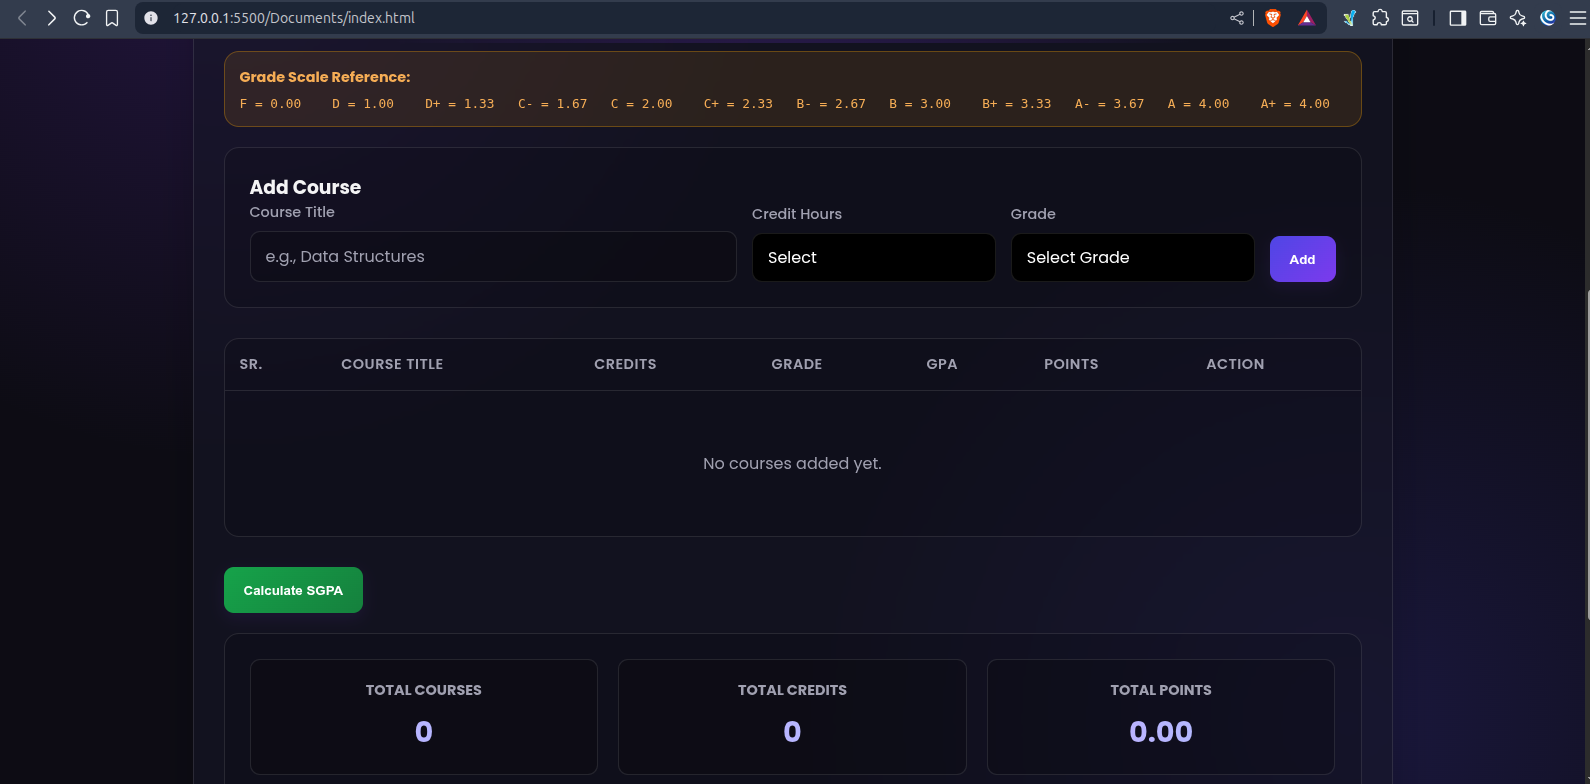 127.0.0.1:5500/Documents/index.html
Grade Scale Reference:
F = 0.00 D = 1.00 D+ = 1.33 C- = 1.67 C = 2.00 C+ = 2.33 B- = 2.67 B = 3.00 B+ = 3.33 A- = 3.67 A = 4.00 A+ = 4.00
Add Course
Course Title Credit Hours Grade
e.g., Data Structures Select Select Grade Add
SR. COURSE TITLE CREDITS GRADE GPA POINTS ACTION
No courses added yet.
Calculate SGPA
TOTAL COURSES TOTAL CREDITS TOTAL POINTS
0 0 0.00